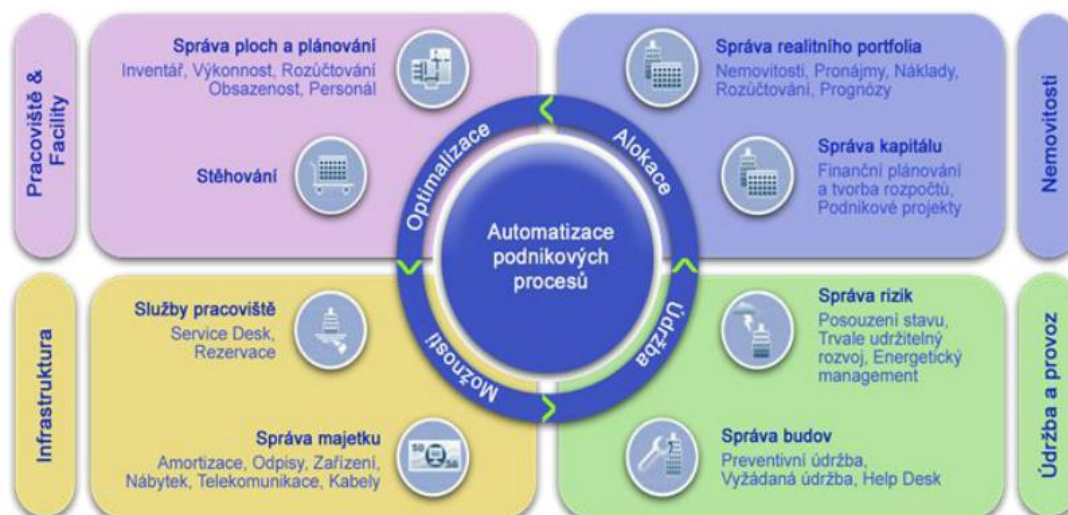 Pracoviště &
Facility
Správa ploch a plánování
Inventář, Výkonnost, Rozúčtování
Obsazenost, Personál
Stěhování
Správa realitního portfolia
Nemovitosti, Pronájmy, Náklady,
Rozúčtování, Prognózy
Správa kapitálu
Finanční plánování
a tvorba rozpočtů,
Podnikové projekty
Nemovitosti
Optimalizace
Alokace
Automatizace
podnikových
procesů
Možnosti
Údržba
Infrastruktura
Služby pracoviště
Service Desk,
Rezervace
Správa majetku
Amortizace, Odpisy, Zařízení,
Nábytek, Telekomunikace, Kabely
50
50
Správa rizik
Posouzení stavu,
Trvale udržitelný
rozvoj, Energetický
management
Správa budov
Preventivní údržba,
Vyžádaná údržba, Help Desk
Údržba a provoz